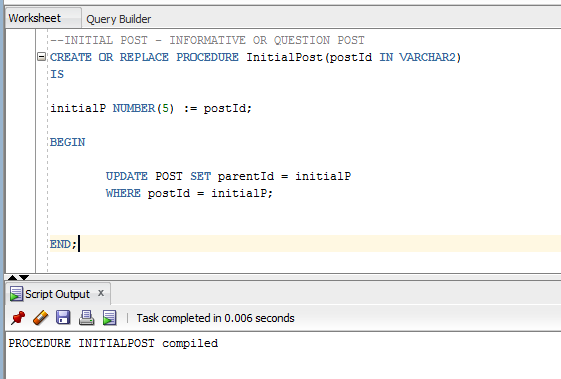 Worksheet Query Builder
--INITIAL POST - INFORMATIVE OR QUESTION POST
CREATE OR REPLACE PROCEDURE InitialPost(postId IN VARCHAR2)
IS
initialP NUMBER(5) := postId;
BEGIN
UPDATE POST SET parentId = initialP
WHERE postId = initialP;
END;
Script Output x
Task completed in 0.006 seconds
PROCEDURE INITIALPOST compiled